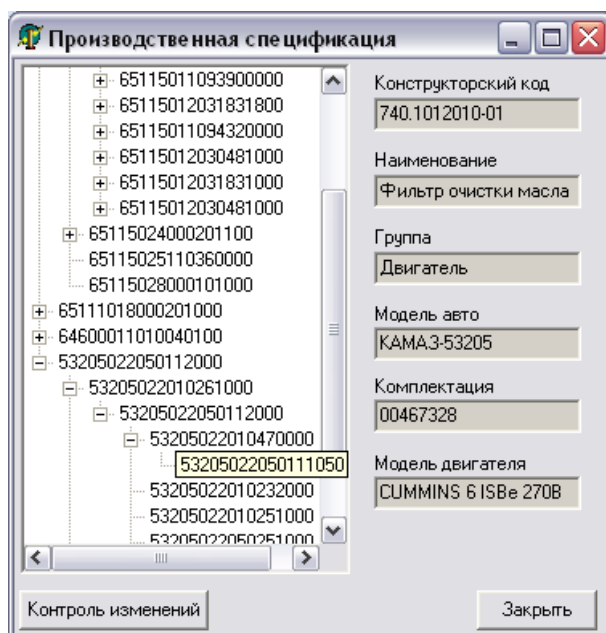 Производственная спецификация
65115011093900000
65115012031831800
65115011094320000
65115012030481000
65115012031831000
65115012030481000
65115024000201100
65115025110360000
65115028000101000
65111018000201000
64600011010040100
53205022050112000
53205022010261000
53205022050112000
53205022010470000
53205022050111050
53205022010232000
53205022010251000
53205022050251000
Конструкторский код
740.1012010-01
Наименование
Фильтр очистки масла
Группа
Двигатель
Модель авто
КАМАЗ-53205
Комплектация
00467328
Модель двигателя
CUMMINS 6 ISBe 270B
Контроль изменений
Закрыть